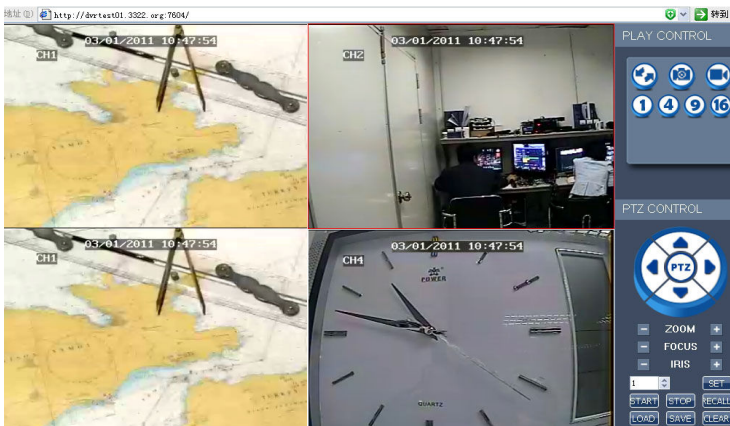 地址(D) http://dvrtest01.3322.org:7604/ 转到
03/01/2011 10:47:54
CH1
03/01/2011 10:47:54
CH2
PLAY CONTROL
1 4 9 16
03/01/2011 10:47:54
CH1
03/01/2011 10:47:54
CH4
POWER
QUARTZ
PTZ CONTROL
PTZ
- ZOOM +
- FOCUS +
- IRIS +
1 SET
START STOP RECALL
LOAD SAVE CLEAR